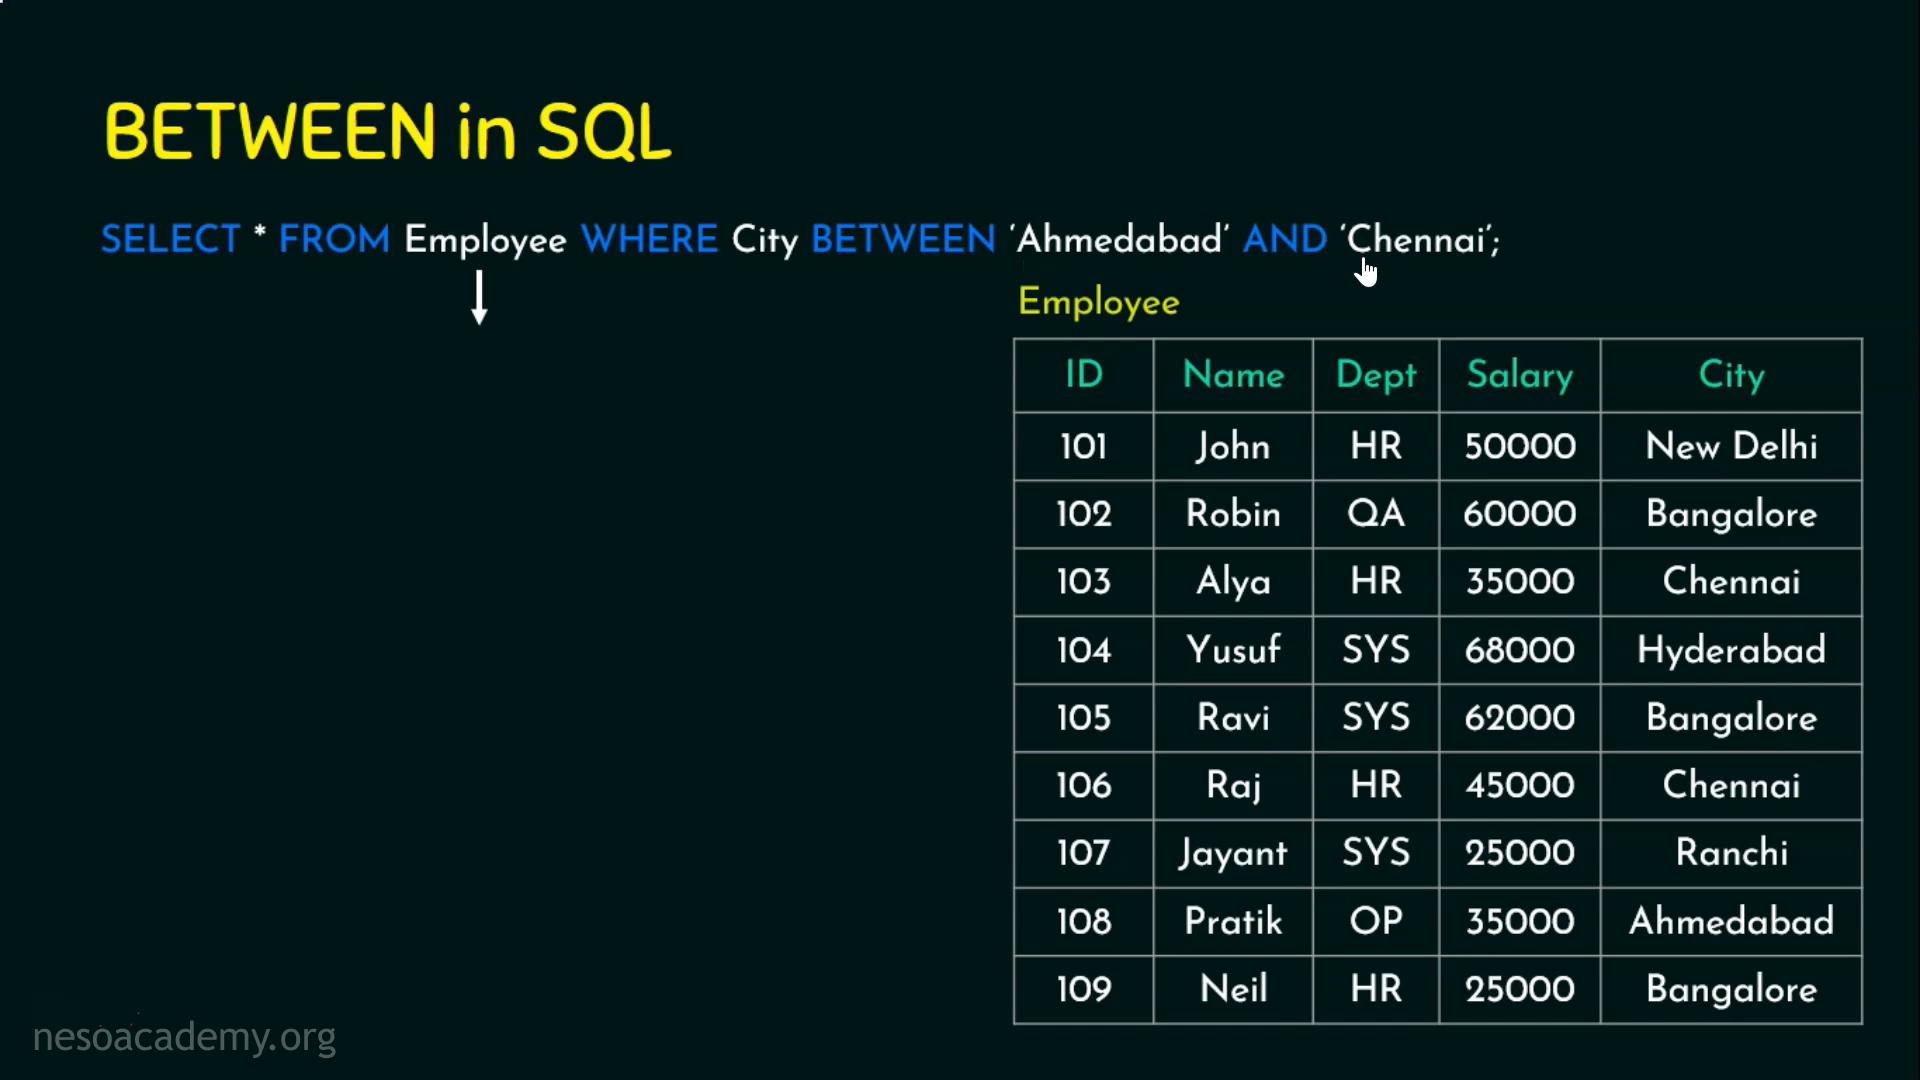 BETWEEN in SQL
SELECT * FROM Employee WHERE City BETWEEN ‘Ahmedabad’ AND ‘Chennai’;
Employee
ID Name Dept Salary City
101 John HR 50000 New Delhi
102 Robin QA 60000 Bangalore
103 Alya HR 35000 Chennai
104 Yusuf SYS 68000 Hyderabad
105 Ravi SYS 62000 Bangalore
106 Raj HR 45000 Chennai
107 Jayant SYS 25000 Ranchi
108 Pratik OP 35000 Ahmedabad
109 Neil HR 25000 Bangalore
nesoacademy.org